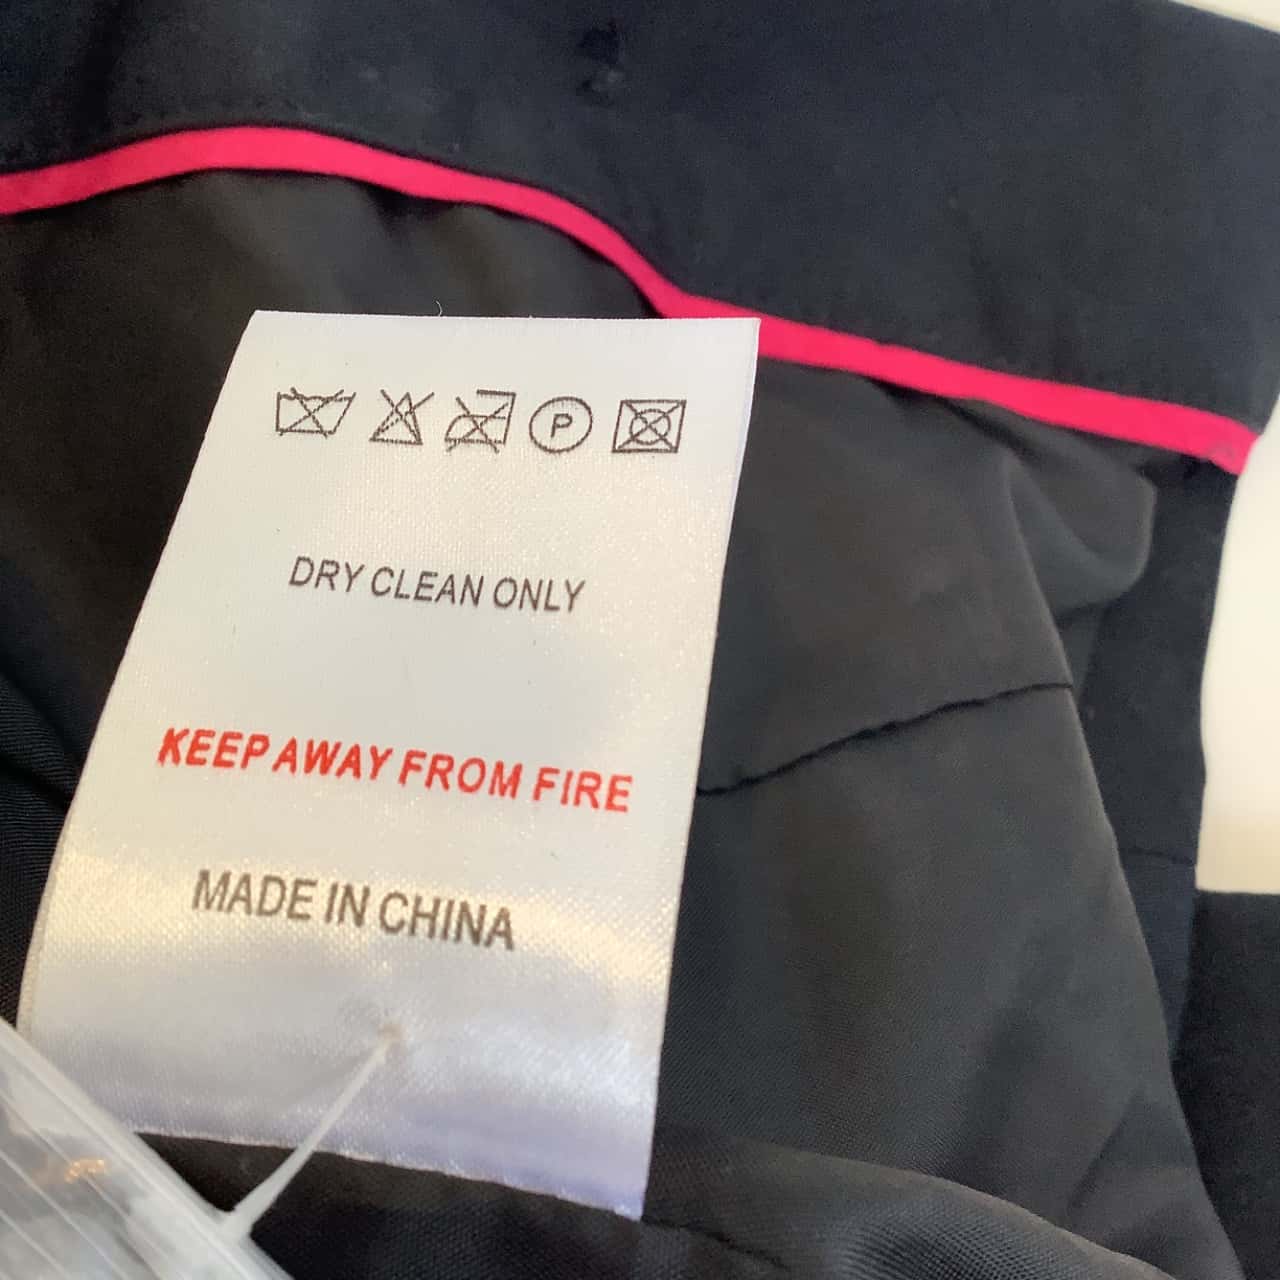 P
DRY CLEAN ONLY
KEEP AWAY FROM FIRE
MADE IN CHINA